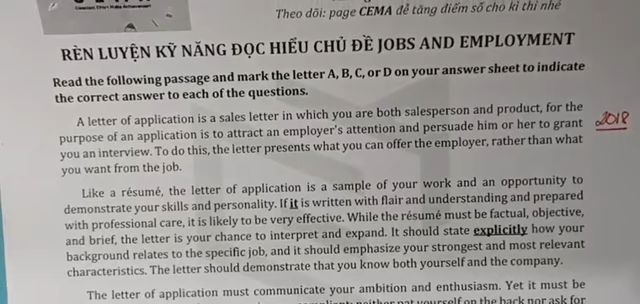 Theo dõi: page CEMA để tăng điểm số cho kì thi nhé
RÈN LUYỆN KỸ NĂNG ĐỌC HIỂU CHỦ ĐỀ JOBS AND EMPLOYMENT
Read the following passage and mark the letter A, B, C, or D on your answer sheet to indicate
the correct answer to each of the questions.
A letter of application is a sales letter in which you are both salesperson and product, for the
purpose of an application is to attract an employer's attention and persuade him or her to grant
2018
you an interview. To do this, the letter presents what you can offer the employer, rather than what
you want from the job.
Like a résumé, the letter of application is a sample of your work and an opportunity to
demonstrate your skills and personality. If it is written with flair and understanding and prepared
with professional care, it is likely to be very effective. While the résumé must be factual, objective,
and brief, the letter is your chance to interpret and expand. It should state explicitly how your
background relates to the specific job, and it should emphasize your strongest and most relevant
characteristics. The letter should demonstrate that you know both yourself and the company.
The letter of application must communicate your ambition and enthusiasm. Yet it must be
neither pat yourself on the back nor ask for